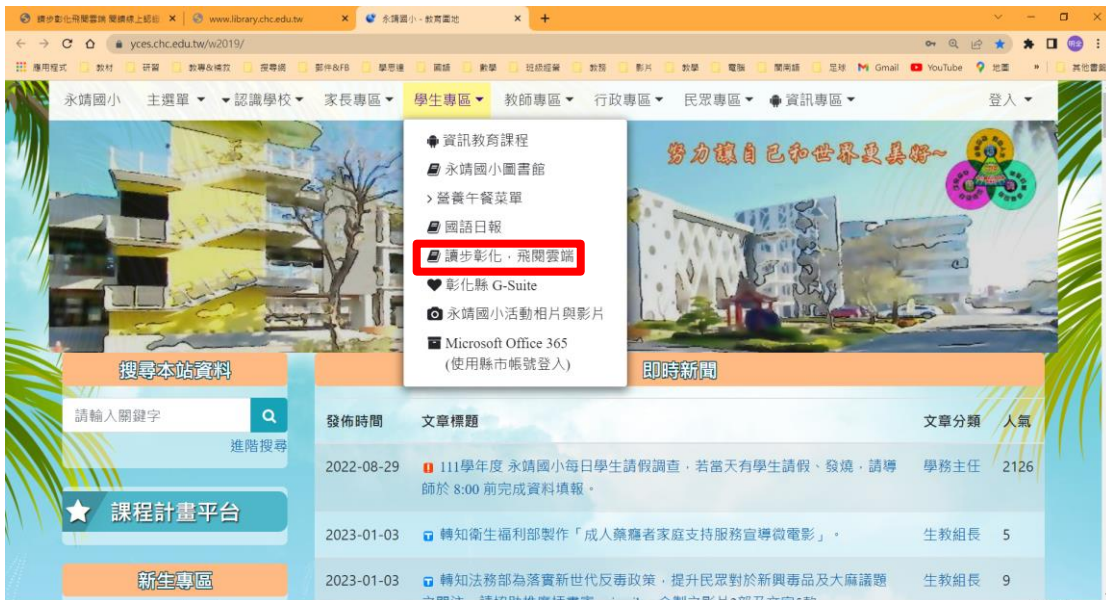 讀步彰化飛閱雲端 閱讀線上認證
www.library.chc.edu.tw
永靖國小 - 教育園地
yces.chc.edu.tw/w2019/
應用程式 教材 研習 教專&補救 搜尋網 郵件&FB 學思達 國語 數學 班級經營 教務 影片 教學 電腦 閩南語 足球 Gmail YouTube 地圖 » 其他書籤
永靖國小 主選單 認識學校 家長專區 學生專區 教師專區 行政專區 民眾專區 資訊專區 登入
資訊教育課程
永靖國小圖書館
營養午餐菜單
國語日報
讀步彰化，飛閱雲端
彰化縣 G-Suite
永靖國小活動相片與影片
Microsoft Office 365
(使用縣市帳號登入)
努力讓自己和世界更美好~
搜尋本站資料
請輸入關鍵字
進階搜尋
課程計畫平台
新生專區
即時新聞
發佈時間 文章標題 文章分類 人氣
2022-08-29 111學年度 永靖國小每日學生請假調查，若當天有學生請假、發燒，請導 學務主任 2126
師於 8:00 前完成資料填報。
2023-01-03 轉知衛生福利部製作「成人藥癮者家庭支持服務宣導微電影」。 生教組長 5
2023-01-03 轉知法務部為落實新世代反毒政策，提升民眾對於新興毒品及大麻議題 生教組長 9